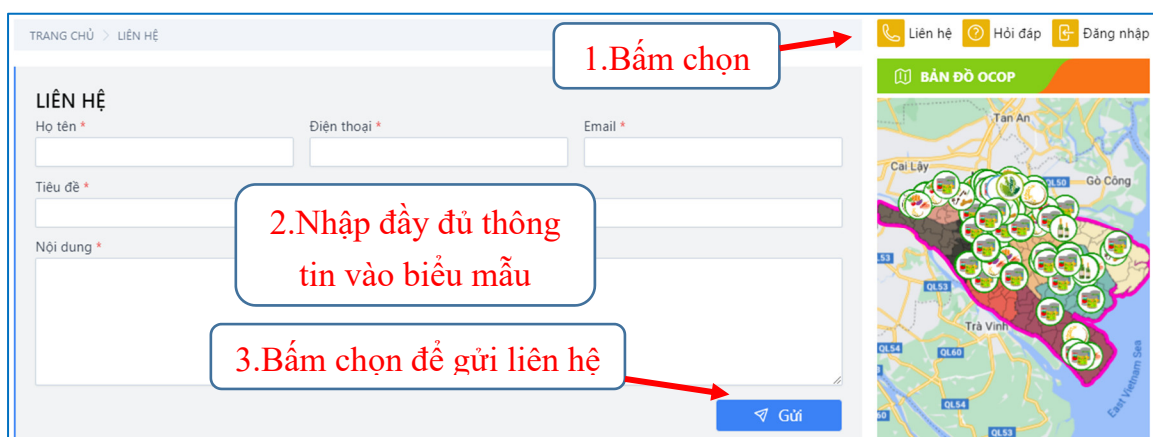 TRANG CHỦ > LIÊN HỆ
1.Bấm chọn
Liên hệ
Hỏi đáp
Đăng nhập
BẢN ĐỒ OCOP
LIÊN HỆ
Họ tên *
Điện thoại *
Email *
Tiêu đề *
2.Nhập đầy đủ thông
tin vào biểu mẫu
Nội dung *
3.Bấm chọn để gửi liên hệ
Gửi
Tan An
Cai Lậy
QL50
Gò Công
QL53
Trà Vinh
QL54
QL60
QL54
QL53
East Vietnam Sea